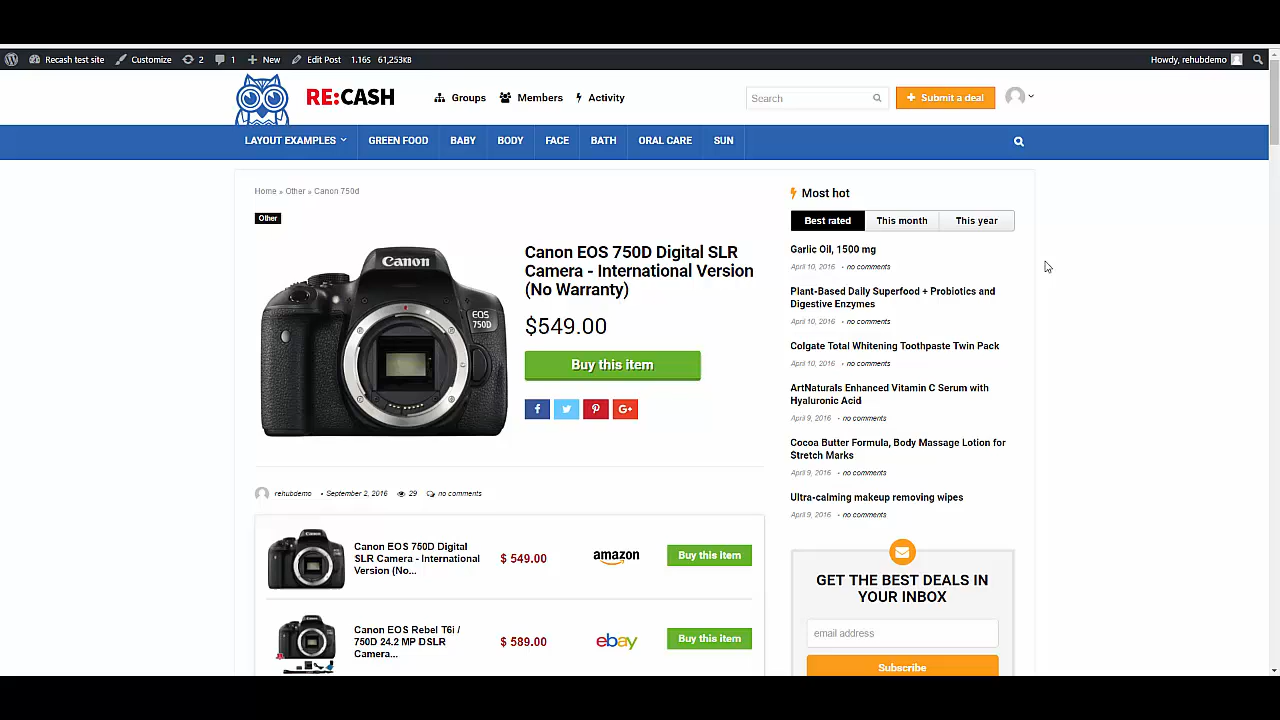 Recash test site Customize 2 1 New Edit Post 1.16S 61,253KB Howdy, rehubdemo
RE:CASH Groups Members Activity Search Submit a deal
LAYOUT EXAMPLES GREEN FOOD BABY BODY FACE BATH ORAL CARE SUN
Home » Other » Canon 750d
Other
Canon
EOS
750D
Canon EOS 750D Digital SLR
Camera - International Version
(No Warranty)
$549.00
Buy this item
rehubdemo • September 2, 2016 29 no comments
Canon EOS 750D Digital
SLR Camera - International
Version (No...
$ 549.00
amazon
Buy this item
Canon EOS Rebel T6i /
750D 24.2 MP DSLR
Camera...
$ 589.00
ebay
Buy this item
Most hot
Best rated This month This year
Garlic Oil, 1500 mg
April 10, 2016 • no comments
Plant-Based Daily Superfood + Probiotics and
Digestive Enzymes
April 10, 2016 • no comments
Colgate Total Whitening Toothpaste Twin Pack
April 10, 2016 • no comments
ArtNaturals Enhanced Vitamin C Serum with
Hyaluronic Acid
April 9, 2016 • no comments
Cocoa Butter Formula, Body Massage Lotion for
Stretch Marks
April 9, 2016 • no comments
Ultra-calming makeup removing wipes
April 9, 2016 • no comments
GET THE BEST DEALS IN
YOUR INBOX
email address
Subscribe